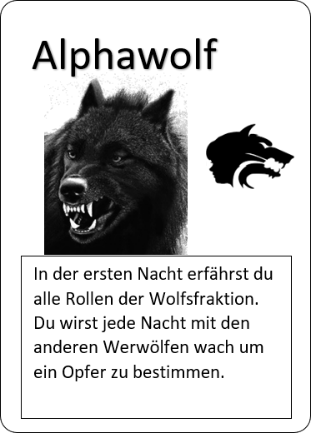 Alphawolf
In der ersten Nacht erfährst du
alle Rollen der Wolfsfraktion.
Du wirst jede Nacht mit den
anderen Werwölfen wach um
ein Opfer zu bestimmen.